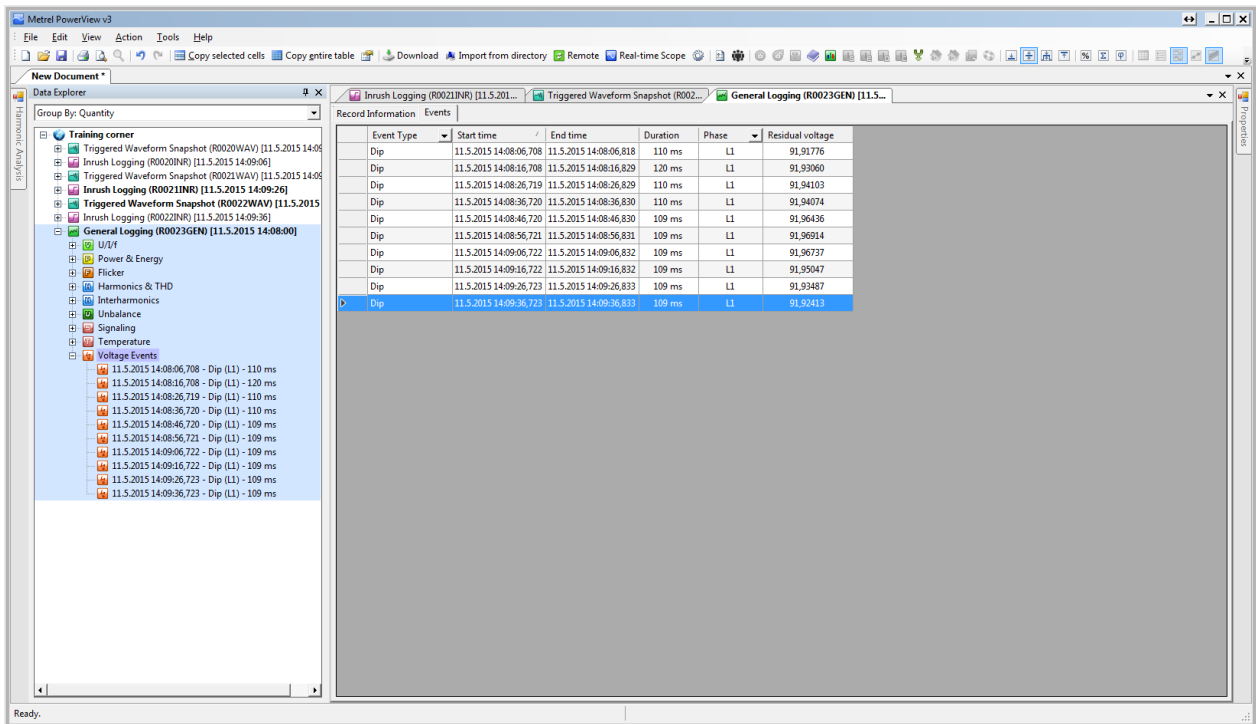 Metrel PowerView v3
File Edit View Action Tools Help
Copy selected cells Copy entire table Download Import from directory Remote Real-time Scope % Σ φ
New Document *
Data Explorer
Harmonic Analysis
Properties
Group By: Quantity
Training corner
Triggered Waveform Snapshot (R0020WAV) [11.5.2015 14:09
Inrush Logging (R0020INR) [11.5.2015 14:09:06]
Triggered Waveform Snapshot (R0021WAV) [11.5.2015 14:09
Inrush Logging (R0021INR) [11.5.2015 14:09:26]
Triggered Waveform Snapshot (R0022WAV) [11.5.2015
Inrush Logging (R0022INR) [11.5.2015 14:09:36]
General Logging (R0023GEN) [11.5.2015 14:08:00]
U/I/f
Power & Energy
Flicker
Harmonics & THD
Interharmonics
Unbalance
Signaling
Temperature
Voltage Events
11.5.2015 14:08:06,708 - Dip (L1) - 110 ms
11.5.2015 14:08:16,708 - Dip (L1) - 120 ms
11.5.2015 14:08:26,719 - Dip (L1) - 110 ms
11.5.2015 14:08:36,720 - Dip (L1) - 110 ms
11.5.2015 14:08:46,720 - Dip (L1) - 109 ms
11.5.2015 14:08:56,721 - Dip (L1) - 109 ms
11.5.2015 14:09:06,722 - Dip (L1) - 109 ms
11.5.2015 14:09:16,722 - Dip (L1) - 109 ms
11.5.2015 14:09:26,723 - Dip (L1) - 109 ms
11.5.2015 14:09:36,723 - Dip (L1) - 109 ms
Inrush Logging (R0021INR) [11.5.201... Triggered Waveform Snapshot (R002... General Logging (R0023GEN) [11.5...
Record Information Events
Event Type Start time End time Duration Phase Residual voltage
Dip 11.5.2015 14:08:06,708 11.5.2015 14:08:06,818 110 ms L1 91,91776
Dip 11.5.2015 14:08:16,708 11.5.2015 14:08:16,829 120 ms L1 91,93060
Dip 11.5.2015 14:08:26,719 11.5.2015 14:08:26,829 110 ms L1 91,94103
Dip 11.5.2015 14:08:36,720 11.5.2015 14:08:36,830 110 ms L1 91,94074
Dip 11.5.2015 14:08:46,720 11.5.2015 14:08:46,830 109 ms L1 91,96436
Dip 11.5.2015 14:08:56,721 11.5.2015 14:08:56,831 109 ms L1 91,96914
Dip 11.5.2015 14:09:06,722 11.5.2015 14:09:06,832 109 ms L1 91,96737
Dip 11.5.2015 14:09:16,722 11.5.2015 14:09:16,832 109 ms L1 91,95047
Dip 11.5.2015 14:09:26,723 11.5.2015 14:09:26,833 109 ms L1 91,93487
Dip 11.5.2015 14:09:36,723 11.5.2015 14:09:36,833 109 ms L1 91,92413
Ready.